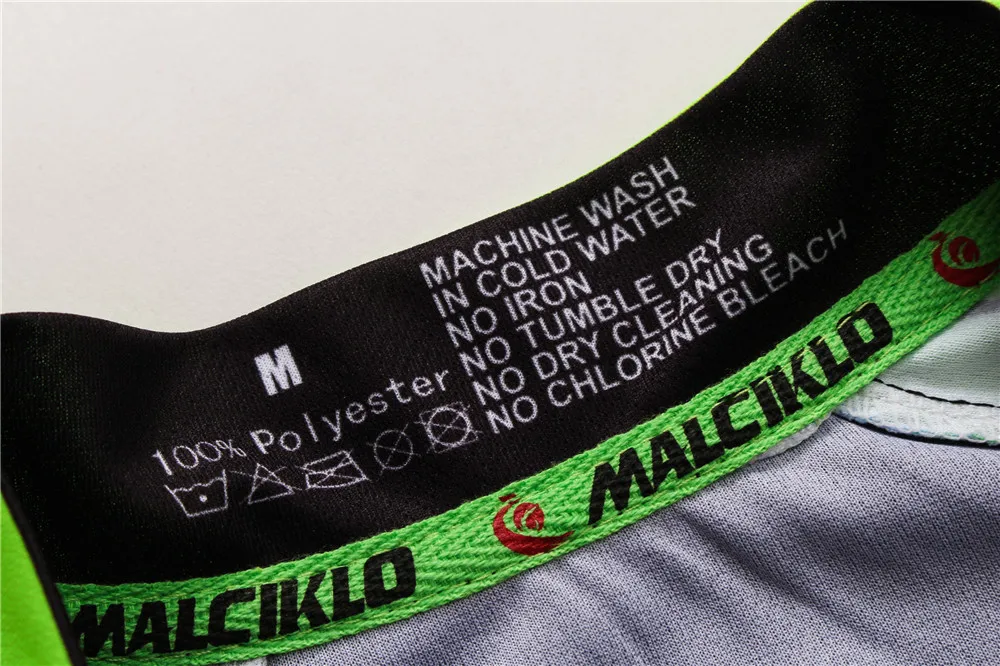 M
100% Polyester
MACHINE WASH
IN COLD WATER
NO IRON
NO TUMBLE DRY
NO DRY CLEANING
NO CHLORINE BLEACH
MALCIKLO
MALCIKLO